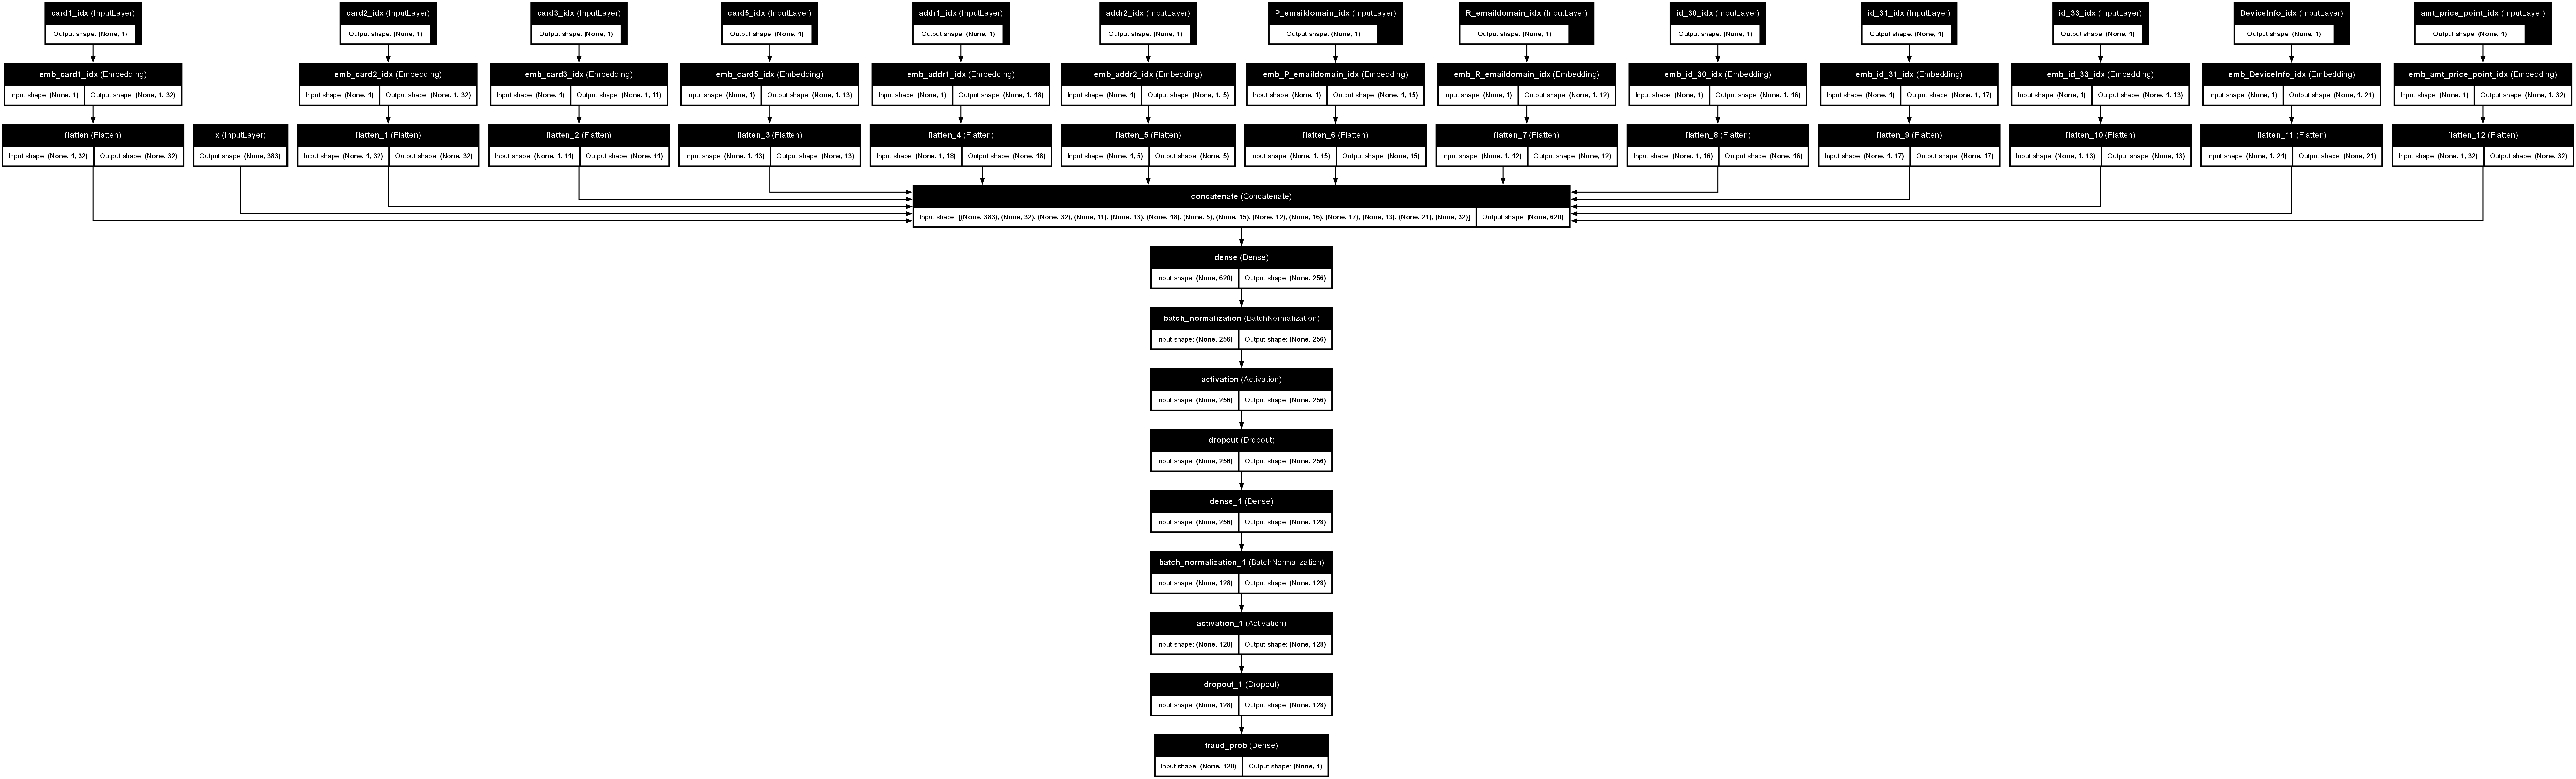 card1_idx (InputLayer) card2_idx (InputLayer) card3_idx (InputLayer) card5_idx (InputLayer) addr1_idx (InputLayer) addr2_idx (InputLayer) P_emaildomain_idx (InputLayer) R_emaildomain_idx (InputLayer) id_30_idx (InputLayer) id_31_idx (InputLayer) id_33_idx (InputLayer) DeviceInfo_idx (InputLayer) amt_price_point_idx (InputLayer)
Output shape: (None, 1) Output shape: (None, 1) Output shape: (None, 1) Output shape: (None, 1) Output shape: (None, 1) Output shape: (None, 1) Output shape: (None, 1) Output shape: (None, 1) Output shape: (None, 1) Output shape: (None, 1) Output shape: (None, 1) Output shape: (None, 1) Output shape: (None, 1)
emb_card1_idx (Embedding) emb_card2_idx (Embedding) emb_card3_idx (Embedding) emb_card5_idx (Embedding) emb_addr1_idx (Embedding) emb_addr2_idx (Embedding) emb_P_emaildomain_idx (Embedding) emb_R_emaildomain_idx (Embedding) emb_id_30_idx (Embedding) emb_id_31_idx (Embedding) emb_id_33_idx (Embedding) emb_DeviceInfo_idx (Embedding) emb_amt_price_point_idx (Embedding)
Input shape: (None, 1) Output shape: (None, 1, 32) Input shape: (None, 1) Output shape: (None, 1, 32) Input shape: (None, 1) Output shape: (None, 1, 11) Input shape: (None, 1) Output shape: (None, 1, 13) Input shape: (None, 1) Output shape: (None, 1, 18) Input shape: (None, 1) Output shape: (None, 1, 5) Input shape: (None, 1) Output shape: (None, 1, 15) Input shape: (None, 1) Output shape: (None, 1, 12) Input shape: (None, 1) Output shape: (None, 1, 16) Input shape: (None, 1) Output shape: (None, 1, 17) Input shape: (None, 1) Output shape: (None, 1, 13) Input shape: (None, 1) Output shape: (None, 1, 21) Input shape: (None, 1) Output shape: (None, 1, 32)
flatten (Flatten) x (InputLayer) flatten_1 (Flatten) flatten_2 (Flatten) flatten_3 (Flatten) flatten_4 (Flatten) flatten_5 (Flatten) flatten_6 (Flatten) flatten_7 (Flatten) flatten_8 (Flatten) flatten_9 (Flatten) flatten_10 (Flatten) flatten_11 (Flatten) flatten_12 (Flatten)
Input shape: (None, 1, 32) Output shape: (None, 32) Output shape: (None, 383) Input shape: (None, 1, 32) Output shape: (None, 32) Input shape: (None, 1, 11) Output shape: (None, 11) Input shape: (None, 1, 13) Output shape: (None, 13) Input shape: (None, 1, 18) Output shape: (None, 18) Input shape: (None, 1, 5) Output shape: (None, 5) Input shape: (None, 1, 15) Output shape: (None, 15) Input shape: (None, 1, 12) Output shape: (None, 12) Input shape: (None, 1, 16) Output shape: (None, 16) Input shape: (None, 1, 17) Output shape: (None, 17) Input shape: (None, 1, 13) Output shape: (None, 13) Input shape: (None, 1, 21) Output shape: (None, 21) Input shape: (None, 1, 32) Output shape: (None, 32)
concatenate (Concatenate)
Input shape: [(None, 383), (None, 32), (None, 32), (None, 11), (None, 13), (None, 18), (None, 5), (None, 15), (None, 12), (None, 16), (None, 17), (None, 13), (None, 21), (None, 32)] Output shape: (None, 620)
dense (Dense)
Input shape: (None, 620) Output shape: (None, 256)
batch_normalization (BatchNormalization)
Input shape: (None, 256) Output shape: (None, 256)
activation (Activation)
Input shape: (None, 256) Output shape: (None, 256)
dropout (Dropout)
Input shape: (None, 256) Output shape: (None, 256)
dense_1 (Dense)
Input shape: (None, 256) Output shape: (None, 128)
batch_normalization_1 (BatchNormalization)
Input shape: (None, 128) Output shape: (None, 128)
activation_1 (Activation)
Input shape: (None, 128) Output shape: (None, 128)
dropout_1 (Dropout)
Input shape: (None, 128) Output shape: (None, 128)
fraud_prob (Dense)
Input shape: (None, 128) Output shape: (None, 1)